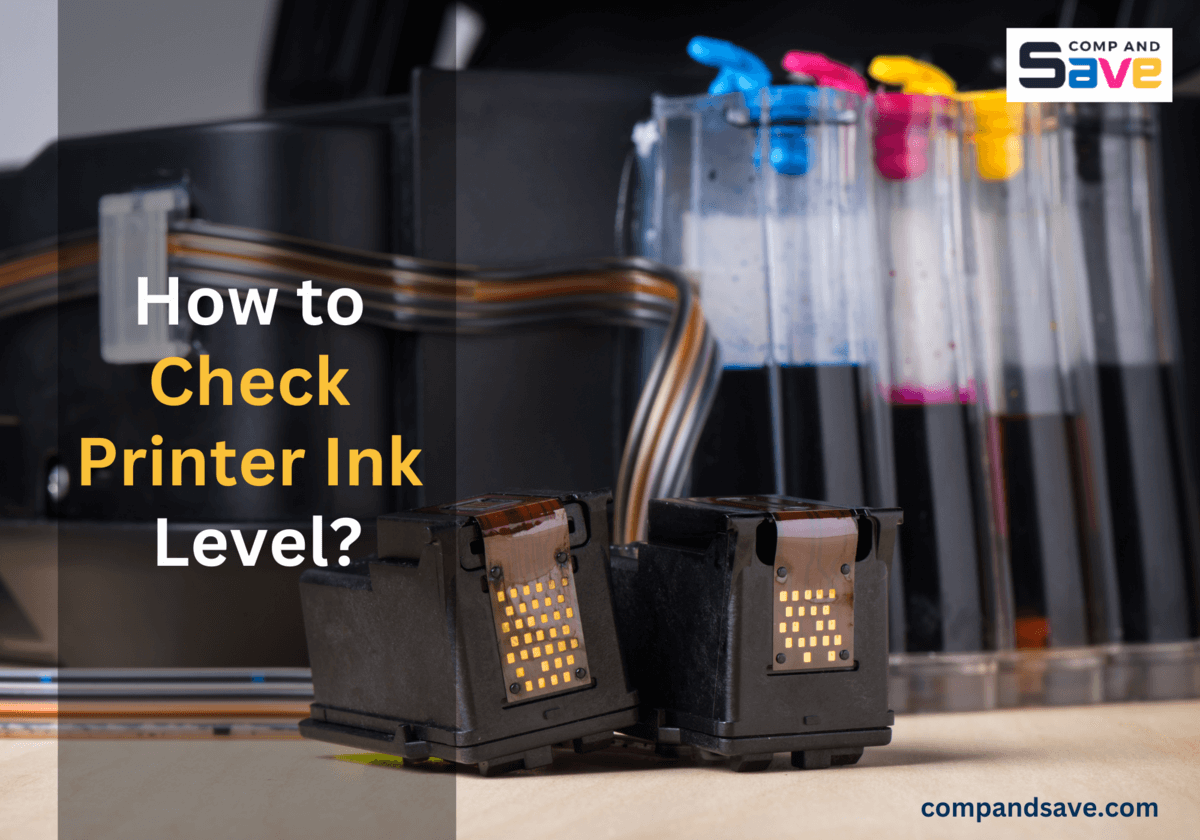 How to
Check
Printer Ink
Level?
COMP AND
Save
compandsave.com